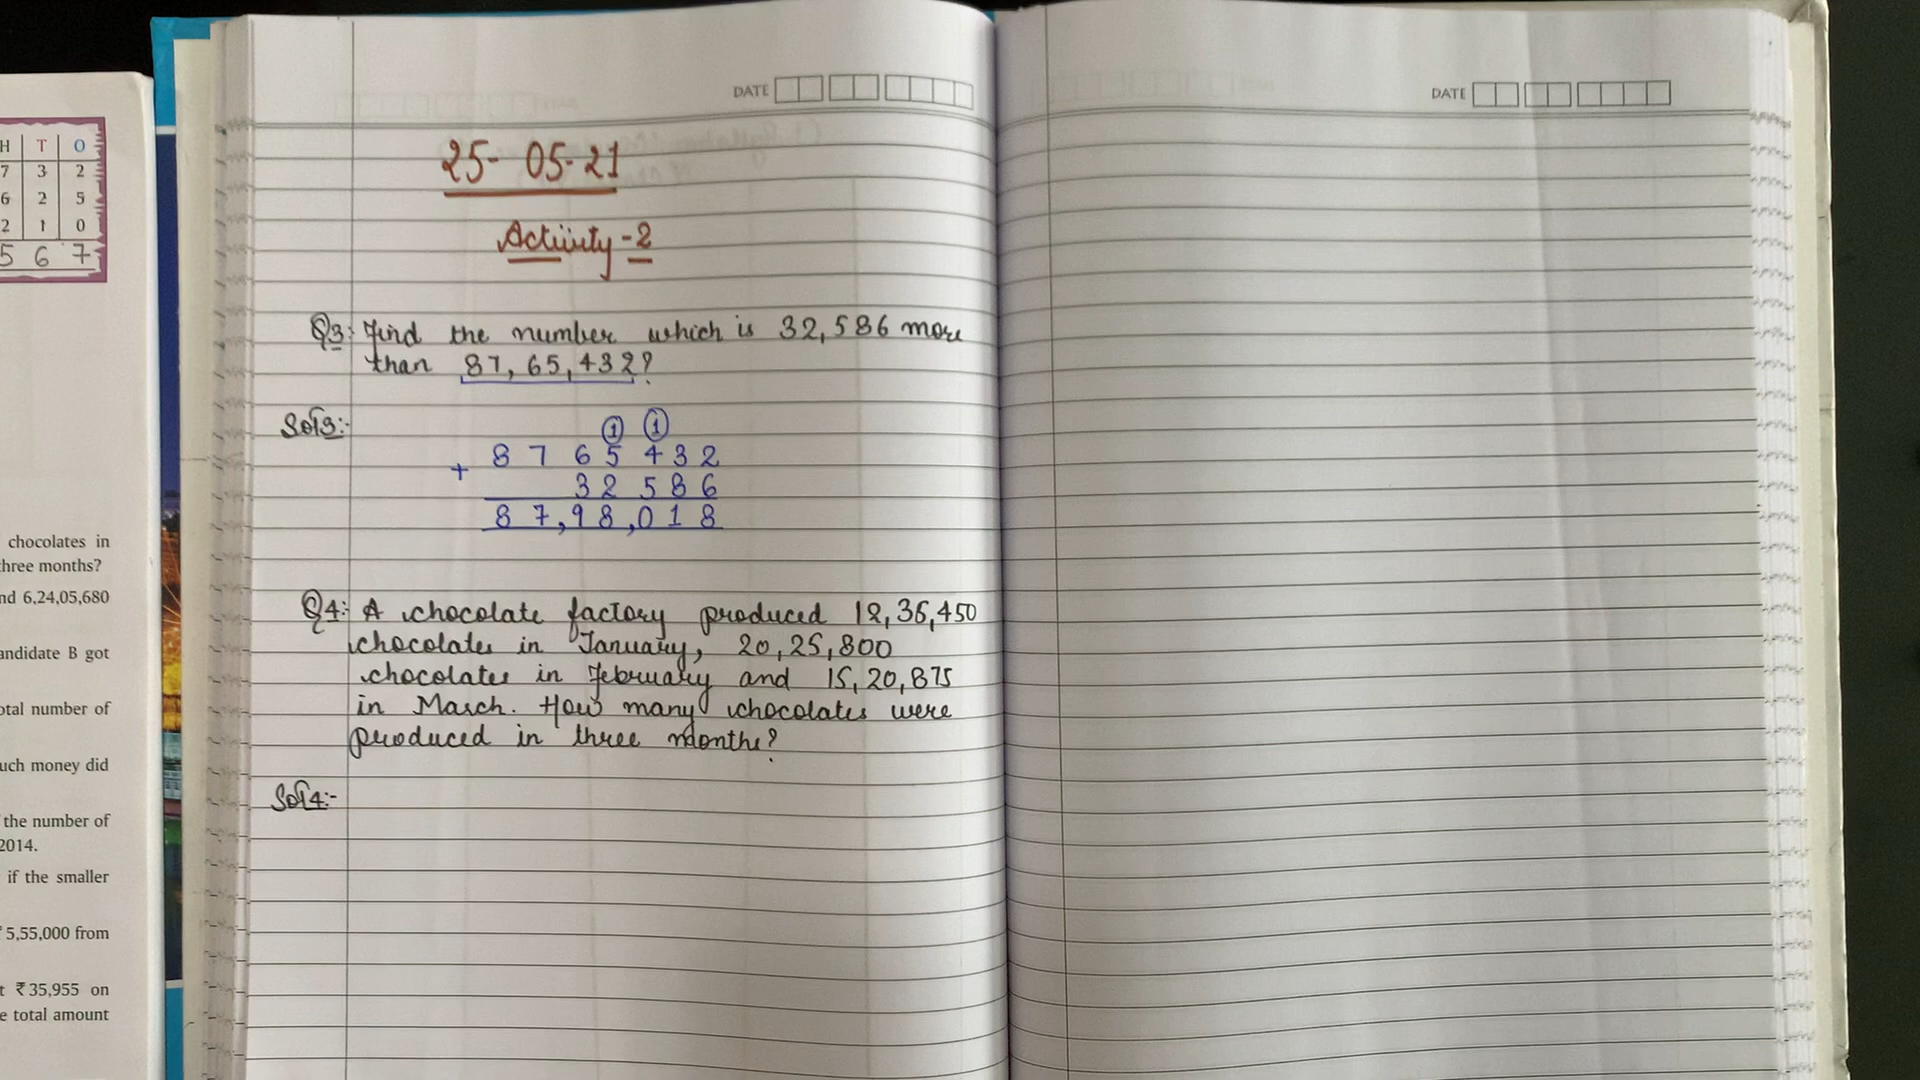 H T O
7 3 2
6 2 5
2 1 0
5 6 7
chocolates in
three months?
nd 6,24,05,680
andidate B got
otal number of
uch money did
the number of
2014.
if the smaller
5,55,000 from
t ₹35,955 on
e total amount
DATE
25-05-21
Activity-2
Q3: Find the number which is 32,586 more
than 87,65,432?
Sol3:-
1 1
8 7 6 5 4 3 2
+ 3 2 5 8 6
8 7,9 8,0 1 8
Q4: A chocolate factory produced 12,36,450
chocolates in January, 20,25,800
chocolates in February and 15,20,875
in March. How many chocolates were
produced in three months?
Sol4:-
DATE